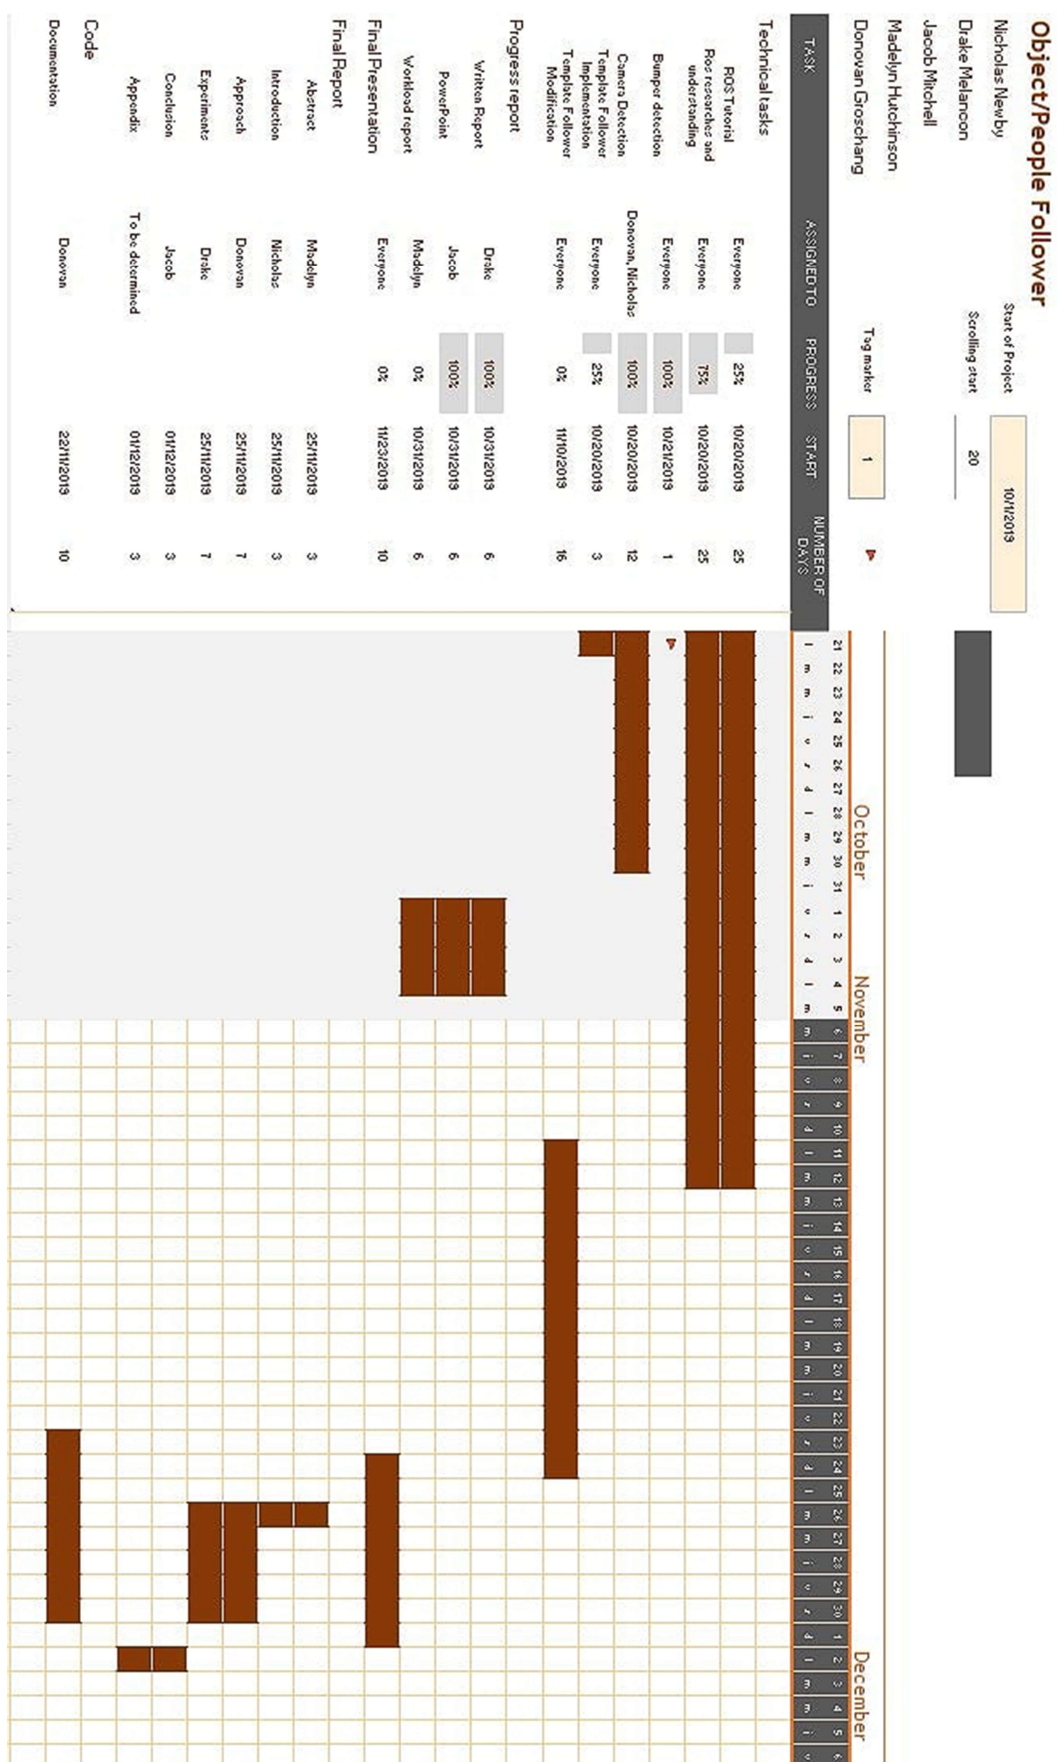 Object/People Follower
Nicholas Newby Start of Project 10/1/2019
Drake Melancon Scrolling start 20
Jacob Mitchell
Madelyn Hutchinson
Donovan Groschang Tag marker 1 October November December
21 22 23 24 25 26 27 28 29 30 31 1 2 3 4 5 6 7 8 9 10 11 12 13 14 15 16 17 18 19 20 21 22 23 24 25 26 27 28 29 30 1 2 3 4 5 6
TASK ASSIGNED TO PROGRESS START NUMBER OF DAYS l m m j v s d l m m j v s d l m m j v s d l m m j v s d l m m j v s d l m m j v s d l m m j v
Technical tasks
ROS Tutorial Everyone 25% 10/20/2019 25
Ros researches and understanding Everyone 75% 10/20/2019 25
Bumper detection Everyone 100% 10/21/2019 1
Camera Detection Donovan, Nicholas 100% 10/20/2019 12
Template Follower Implementation Everyone 25% 10/20/2019 3
Template Follower Modification Everyone 0% 11/10/2019 16
Progress report
Written Report Drake 100% 10/31/2019 6
PowerPoint Jacob 100% 10/31/2019 6
Workload report Madelyn 0% 10/31/2019 6
Final Presentation Everyone 0% 11/23/2019 10
Final Report
Abstract Madelyn 25/11/2019 3
Introduction Nicholas 25/11/2019 3
Approach Donovan 25/11/2019 7
Experiments Drake 25/11/2019 7
Conclusion Jacob 01/12/2019 3
Appendix To be determined 01/12/2019 3
Code
Documentation Donovan 22/11/2019 10